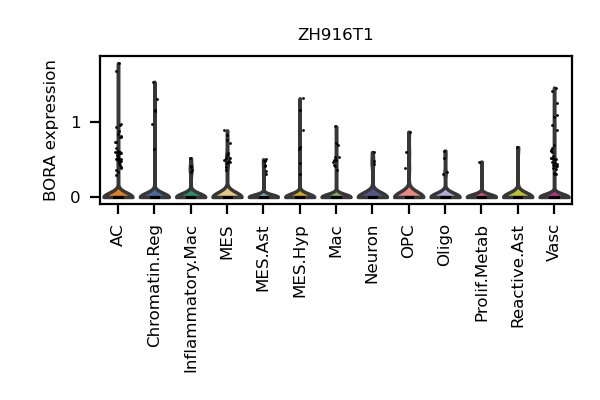 ZH916T1
BORA expression
1
0
AC
Chromatin.Reg
Inflammatory.Mac
MES
MES.Ast
MES.Hyp
Mac
Neuron
OPC
Oligo
Prolif.Metab
Reactive.Ast
Vasc